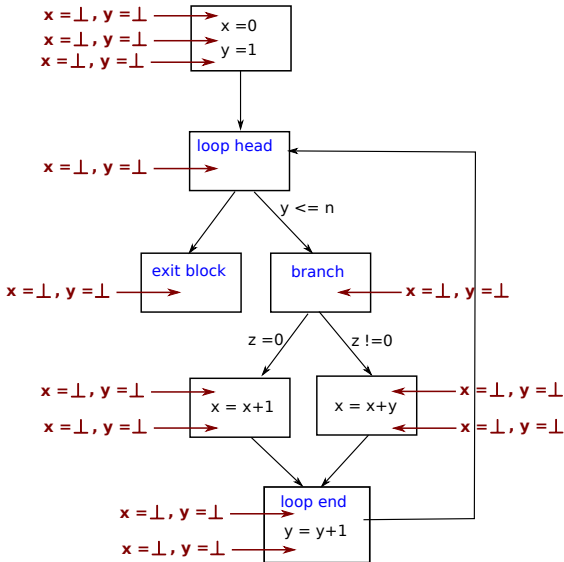 x =⊥, y =⊥
x =0
x =⊥, y =⊥
y =1
x =⊥, y =⊥
loop head
x =⊥, y =⊥
y <= n
exit block
branch
x =⊥, y =⊥
x =⊥, y =⊥
z =0
z !=0
x =⊥, y =⊥
x =⊥, y =⊥
x = x+1
x = x+y
x =⊥, y =⊥
x =⊥, y =⊥
loop end
x =⊥, y =⊥
y = y+1
x =⊥, y =⊥